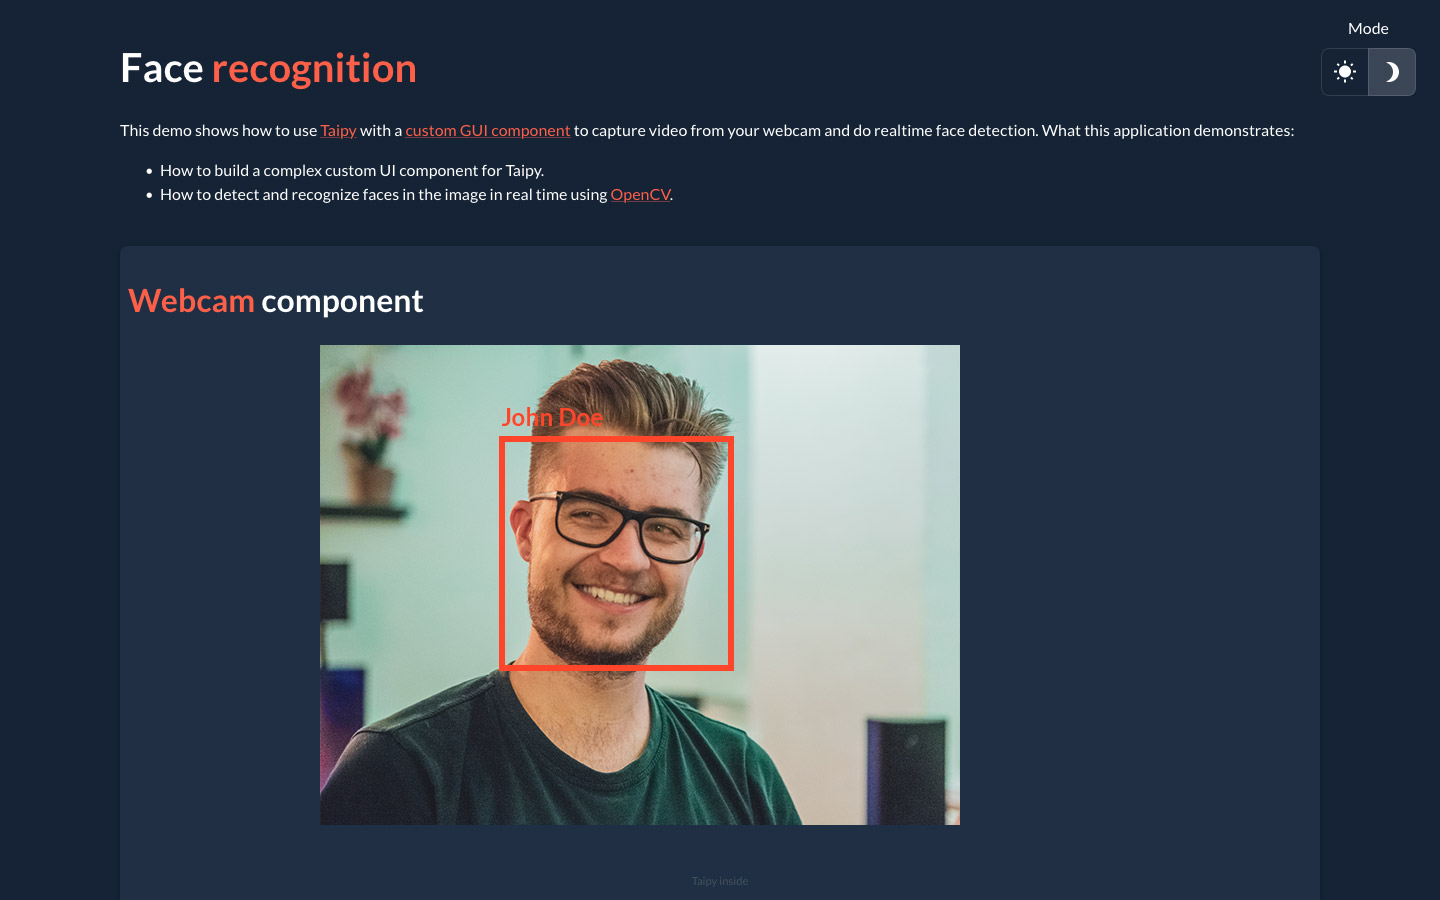 Mode
Face recognition
This demo shows how to use Taipy with a custom GUI component to capture video from your webcam and do realtime face detection. What this application demonstrates:
• How to build a complex custom UI component for Taipy.
• How to detect and recognize faces in the image in real time using OpenCV.
Webcam component
John Doe
Taipy inside